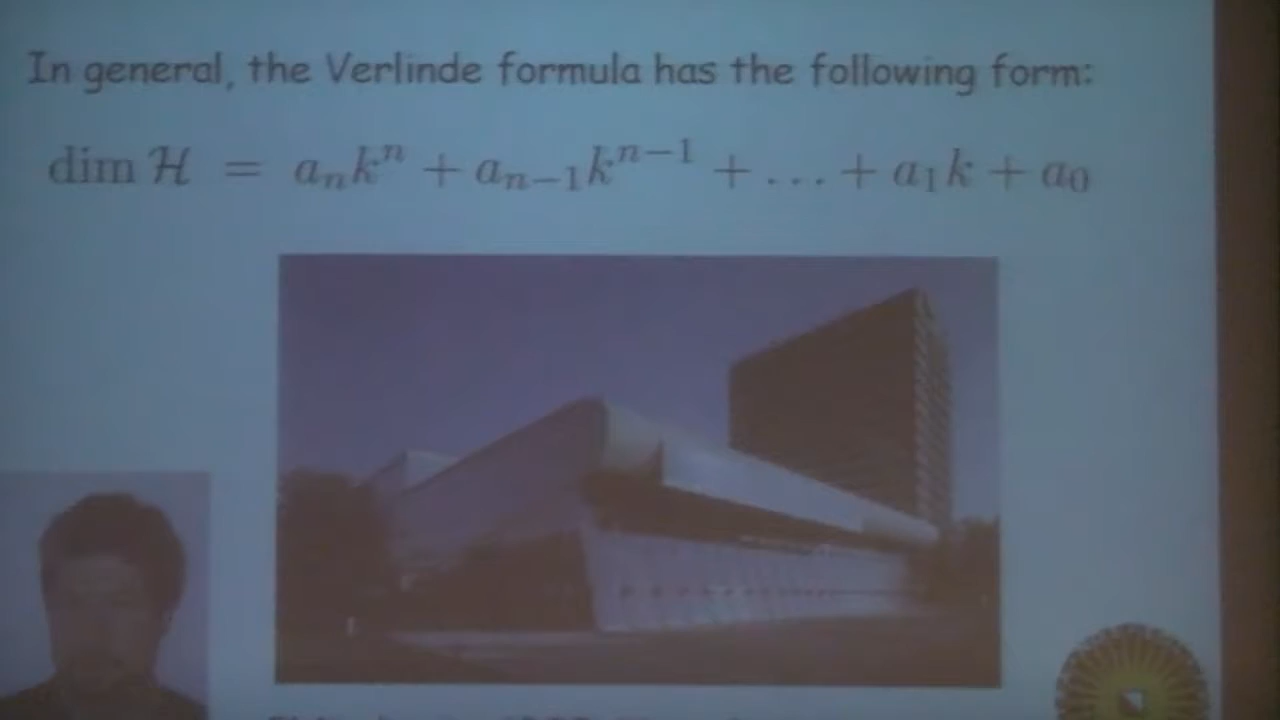 In general, the Verlinde formula has the following form:
dim ℋ = aₙkⁿ + aₙ₋₁kⁿ⁻¹ + ... + a₁k + a₀